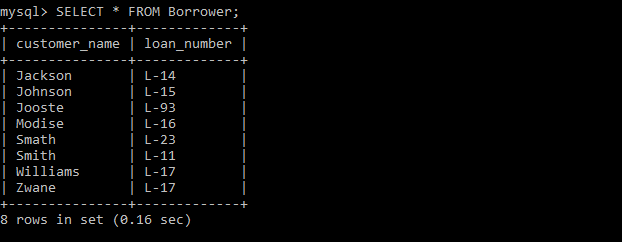 mysql> SELECT * FROM Borrower;
+---------------+-------------+
| customer_name | loan_number |
+---------------+-------------+
| Jackson       | L-14        |
| Johnson       | L-15        |
| Jooste        | L-93        |
| Modise        | L-16        |
| Smath         | L-23        |
| Smith         | L-11        |
| Williams      | L-17        |
| Zwane         | L-17        |
+---------------+-------------+
8 rows in set (0.16 sec)